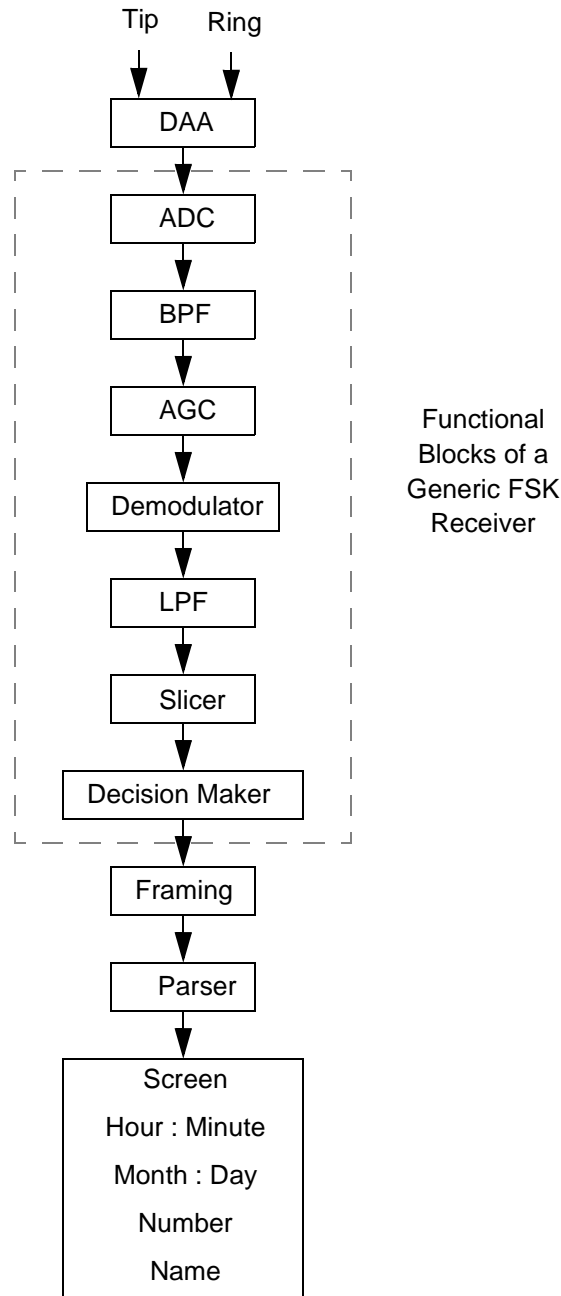 Tip Ring
DAA
ADC
BPF
AGC
Functional
Blocks of a
Generic FSK
Receiver
Demodulator
LPF
Slicer
Decision Maker
Framing
Parser
Screen
Hour : Minute
Month : Day
Number
Name